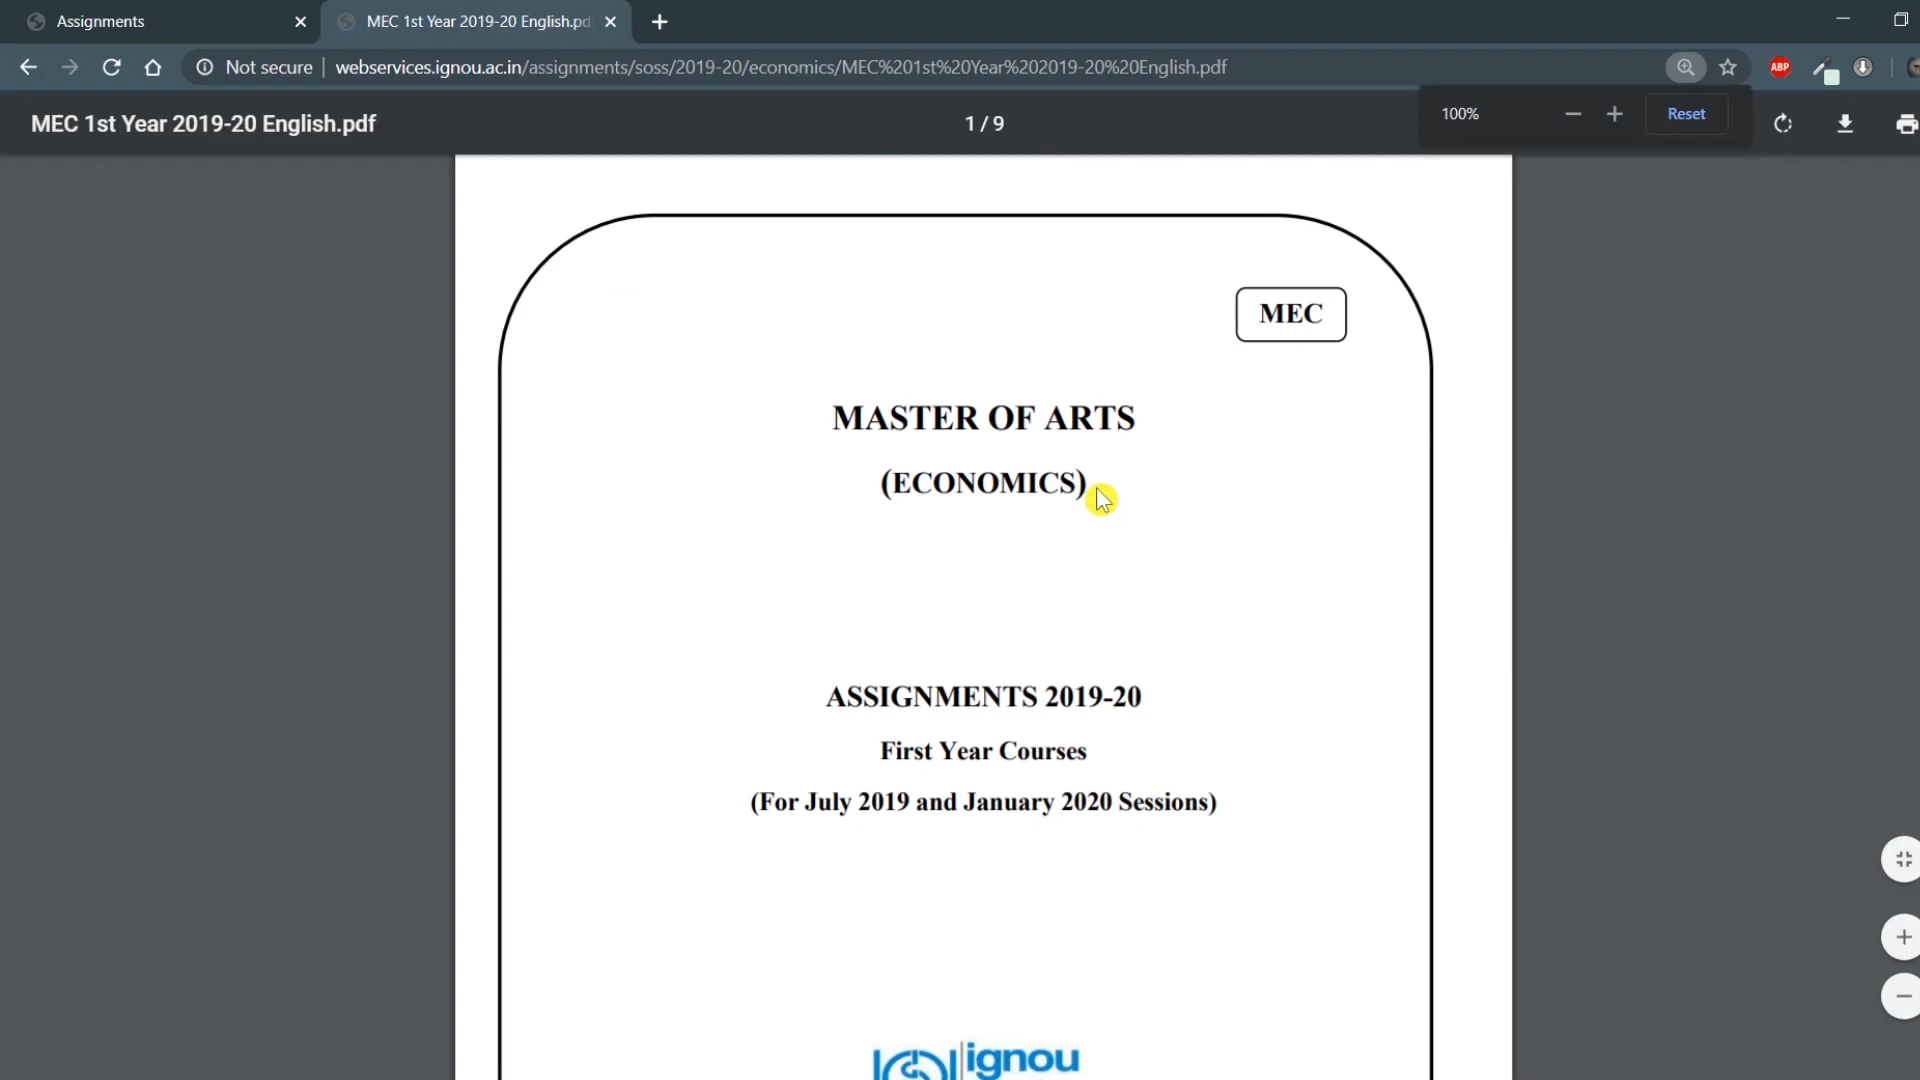 Assignments
MEC 1st Year 2019-20 English.pd
Not secure
webservices.ignou.ac.in/assignments/soss/2019-20/economics/MEC%201st%20Year%202019-20%20English.pdf
ABP
MEC 1st Year 2019-20 English.pdf
1 / 9
100%
Reset
MEC
MASTER OF ARTS
(ECONOMICS)
ASSIGNMENTS 2019-20
First Year Courses
(For July 2019 and January 2020 Sessions)
ignou